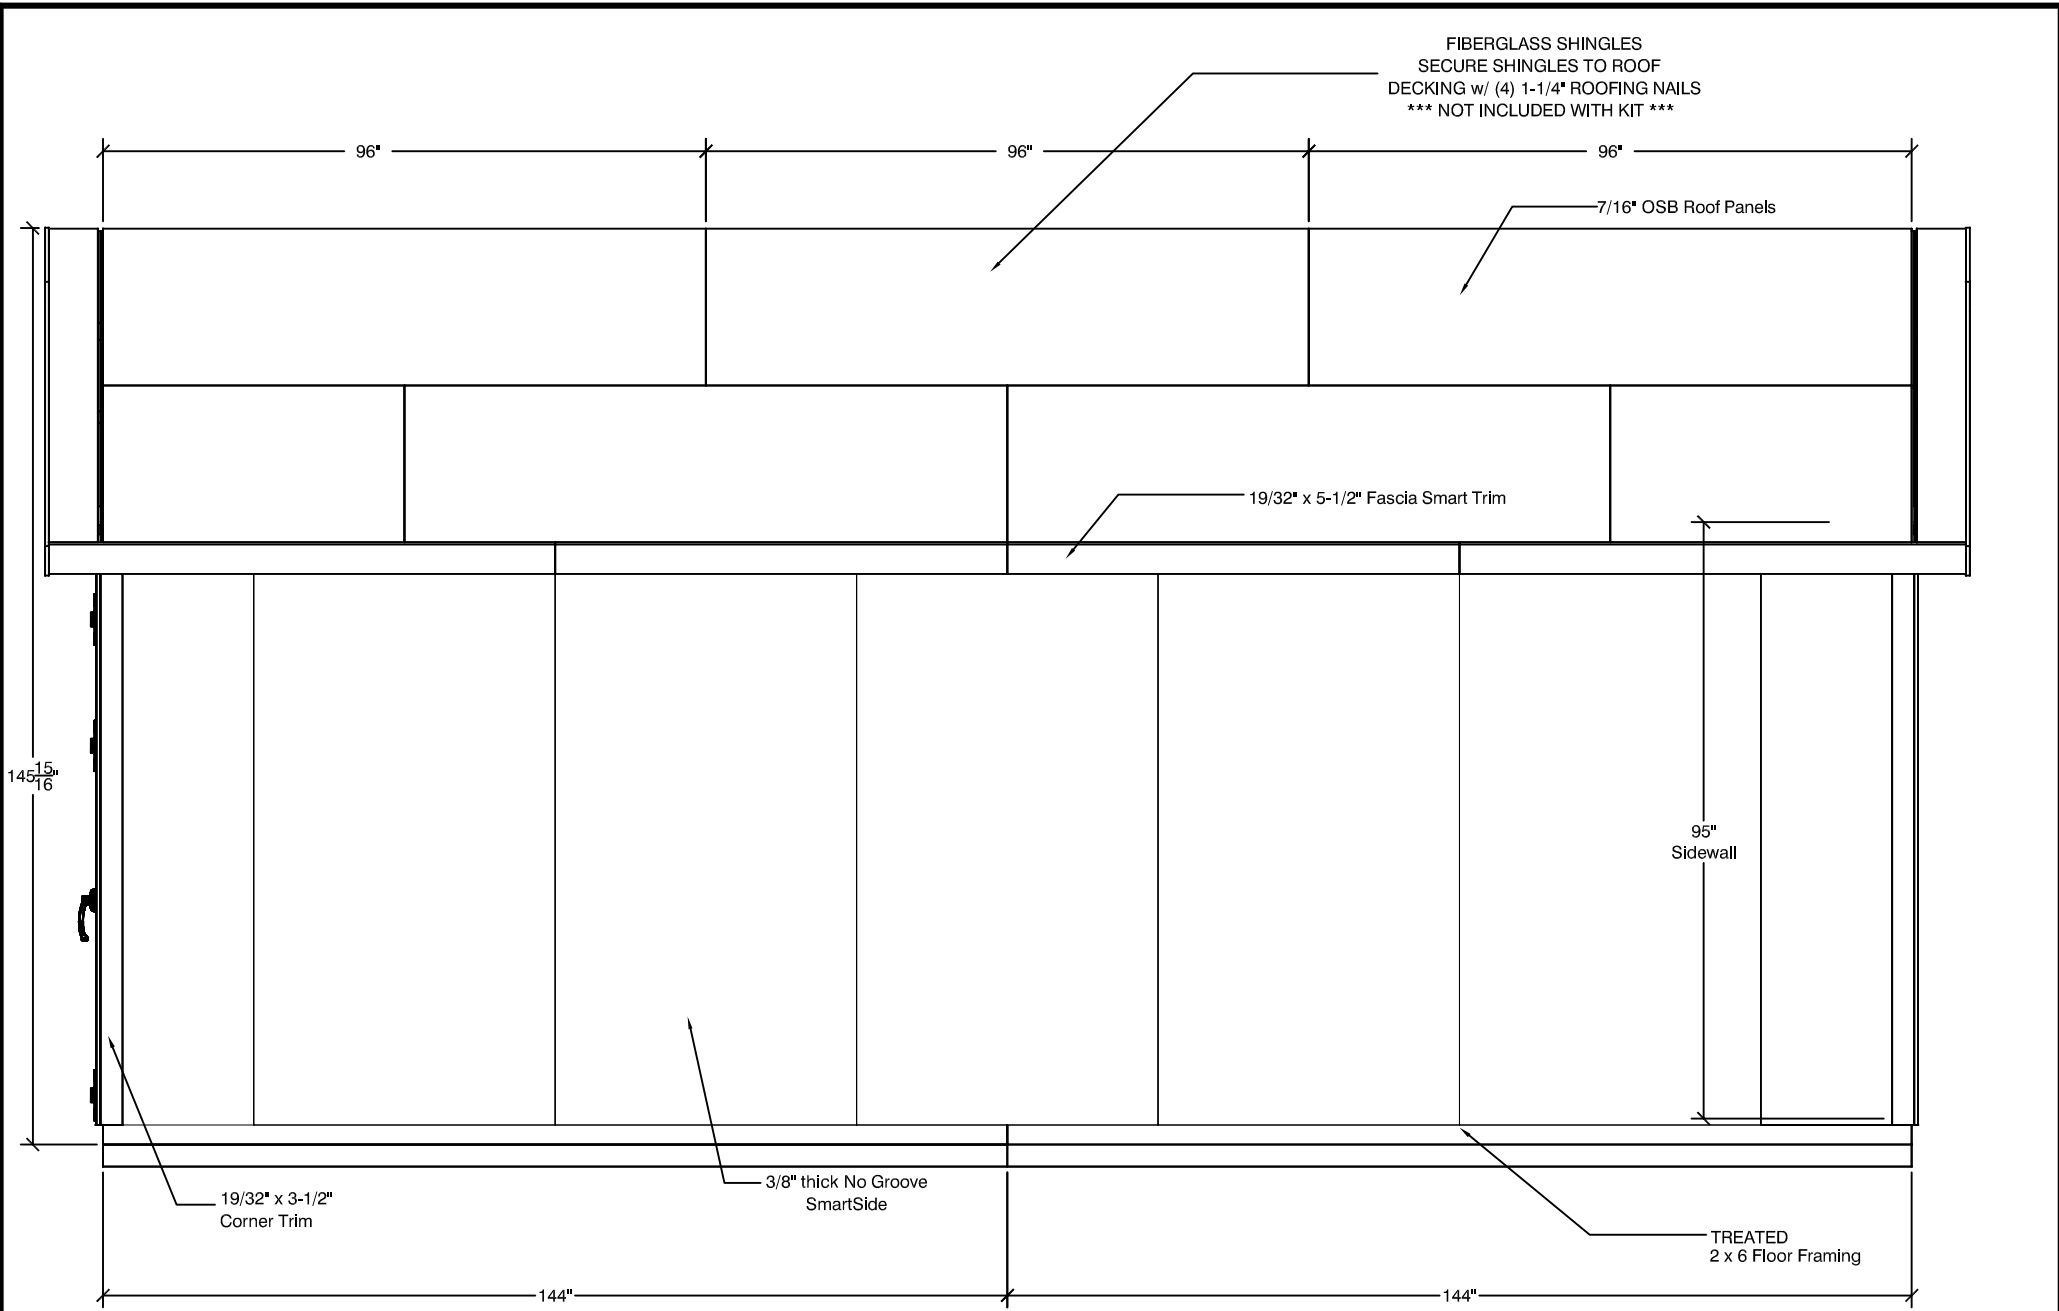 FIBERGLASS SHINGLES
SECURE SHINGLES TO ROOF
DECKING w/ (4) 1-1/4" ROOFING NAILS
*** NOT INCLUDED WITH KIT ***
96"
96"
96"
7/16" OSB Roof Panels
19/32" x 5-1/2" Fascia Smart Trim
145 15/16"
95"
Sidewall
3/8" thick No Groove
SmartSide
19/32" x 3-1/2"
Corner Trim
TREATED
2 x 6 Floor Framing
144"
144"